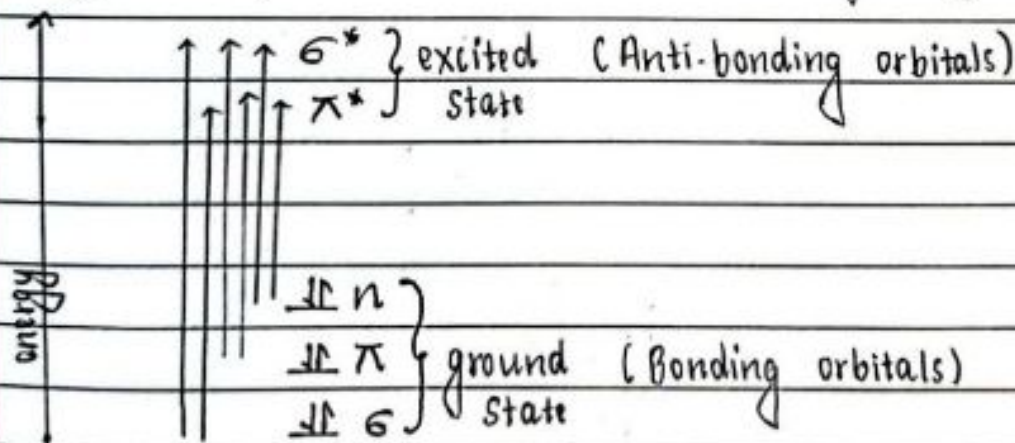 σ* } excited (Anti-bonding orbitals)
π* State
energy
⥮ n
⥮ π } ground (Bonding orbitals)
⥮ σ State